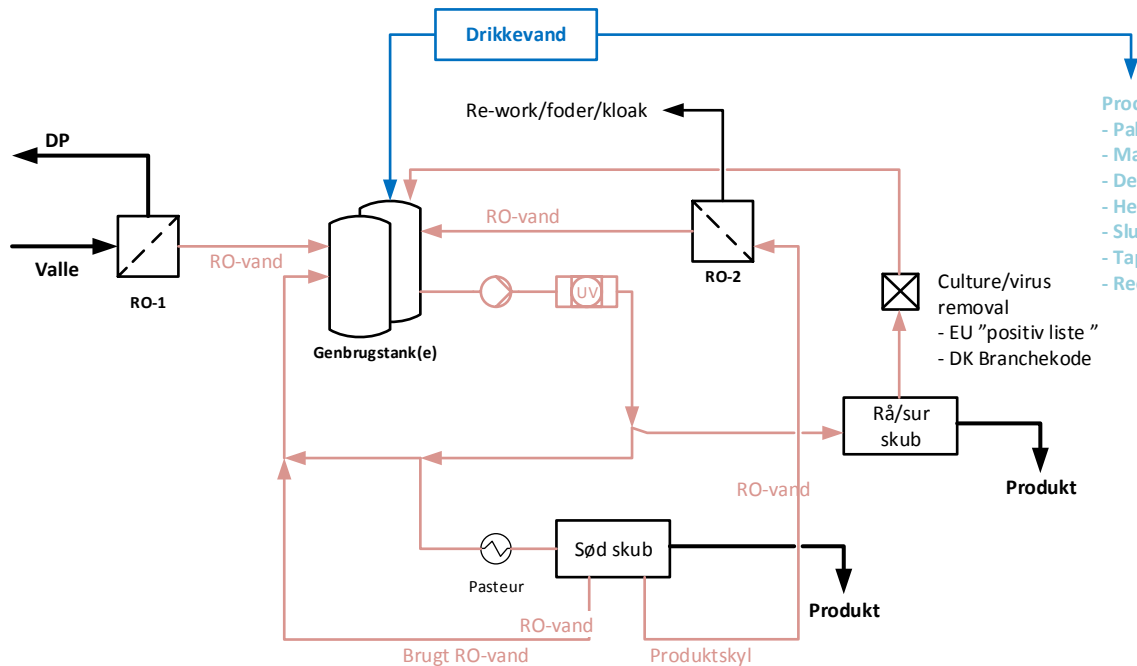 Drikkevand
Re-work/foder/kloak
DP
RO-vand
Valle
RO-vand
RO-1
RO-2
Culture/virus
removal
- EU "positiv liste "
- DK Branchekode
UV
Genbrugstank(e)
Rå/sur
skub
Produkt
RO-vand
Sød skub
Pasteur
Produkt
RO-vand
Brugt RO-vand
Produktskyl